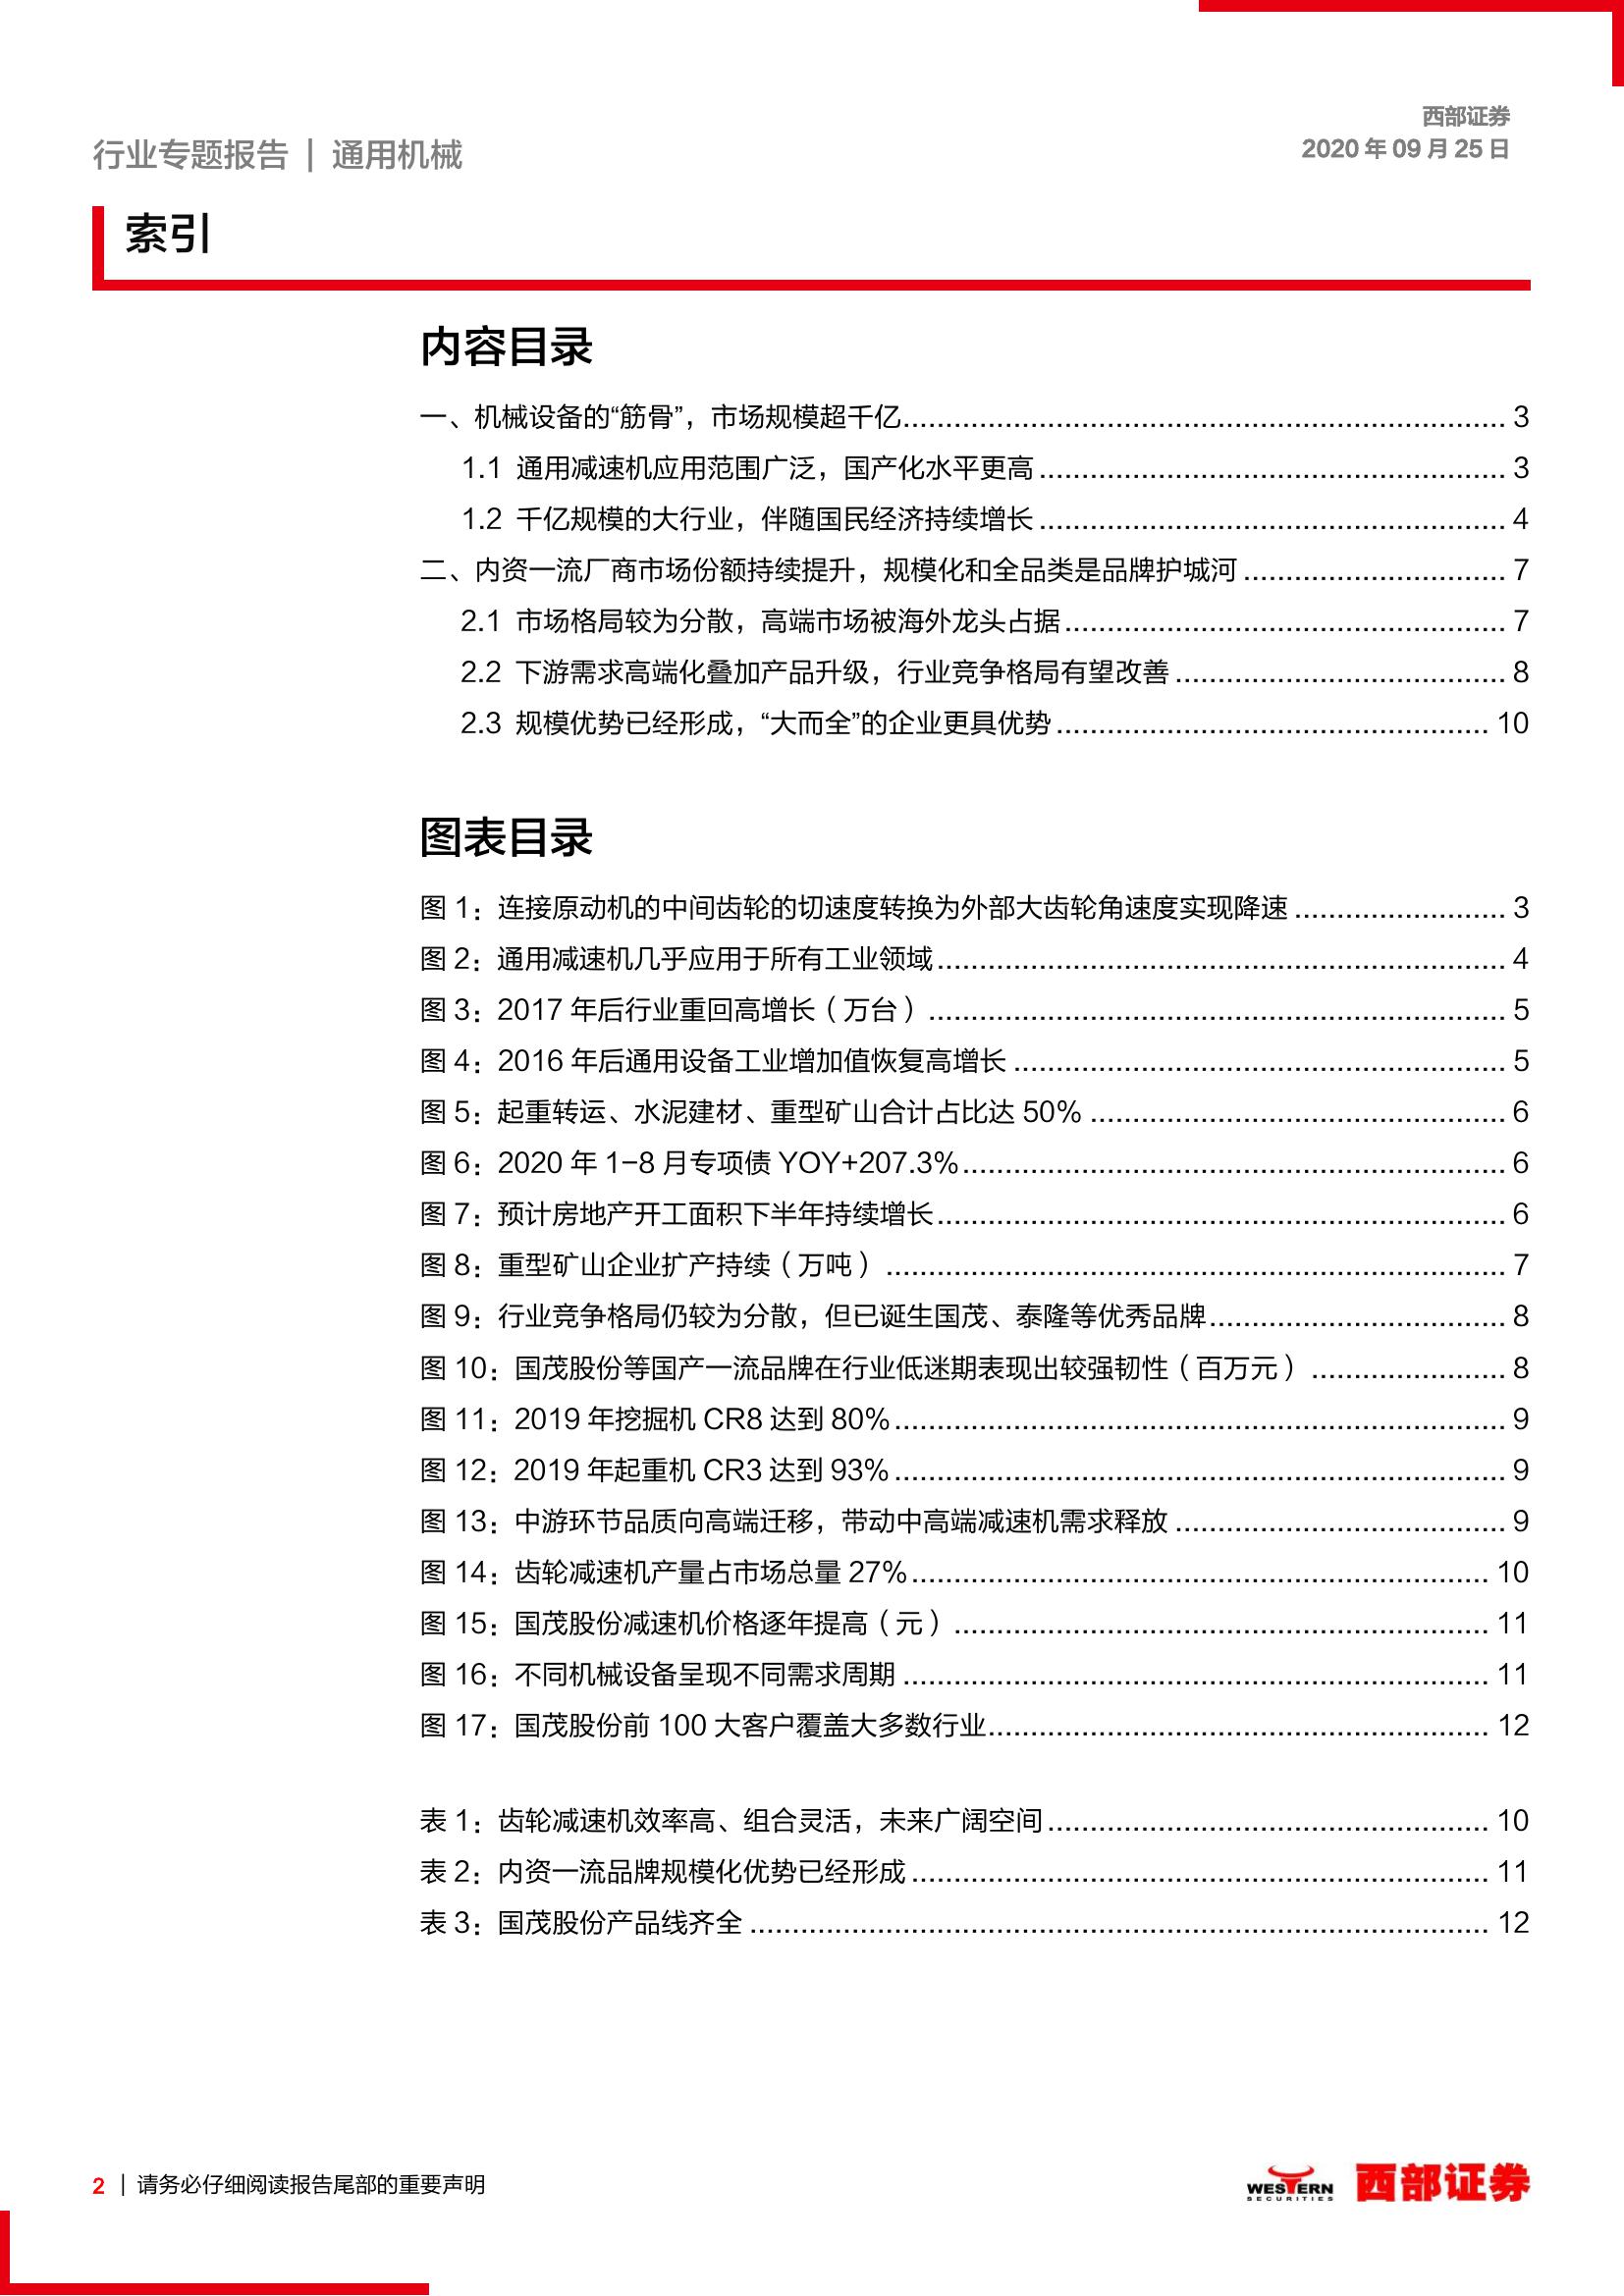 西部证券
行业专题报告 | 通用机械
2020 年 09 月 25 日
索引
内容目录
一、机械设备的“筋骨”，市场规模超千亿 3
1.1 通用减速机应用范围广泛，国产化水平更高 3
1.2 千亿规模的大行业，伴随国民经济持续增长 4
二、内资一流厂商市场份额持续提升，规模化和全品类是品牌护城河 7
2.1 市场格局较为分散，高端市场被海外龙头占据 7
2.2 下游需求高端化叠加产品升级，行业竞争格局有望改善 8
2.3 规模优势已经形成，“大而全”的企业更具优势 10
图表目录
图 1：连接原动机的中间齿轮的切速度转换为外部大齿轮角速度实现降速 3
图 2：通用减速机几乎应用于所有工业领域 4
图 3：2017 年后行业重回高增长（万台） 5
图 4：2016 年后通用设备工业增加值恢复高增长 5
图 5：起重转运、水泥建材、重型矿山合计占比达 50% 6
图 6：2020 年 1-8 月专项债 YOY+207.3% 6
图 7：预计房地产开工面积下半年持续增长 6
图 8：重型矿山企业扩产持续（万吨） 7
图 9：行业竞争格局仍较为分散，但已诞生国茂、泰隆等优秀品牌 8
图 10：国茂股份等国产一流品牌在行业低迷期表现出较强韧性（百万元） 8
图 11：2019 年挖掘机 CR8 达到 80% 9
图 12：2019 年起重机 CR3 达到 93% 9
图 13：中游环节品质向高端迁移，带动中高端减速机需求释放 9
图 14：齿轮减速机产量占市场总量 27% 10
图 15：国茂股份减速机价格逐年提高（元） 11
图 16：不同机械设备呈现不同需求周期 11
图 17：国茂股份前 100 大客户覆盖大多数行业 12
表 1：齿轮减速机效率高、组合灵活，未来广阔空间 10
表 2：内资一流品牌规模化优势已经形成 11
表 3：国茂股份产品线齐全 12
2 | 请务必仔细阅读报告尾部的重要声明
WESTERN
SECURITIES
西部证券